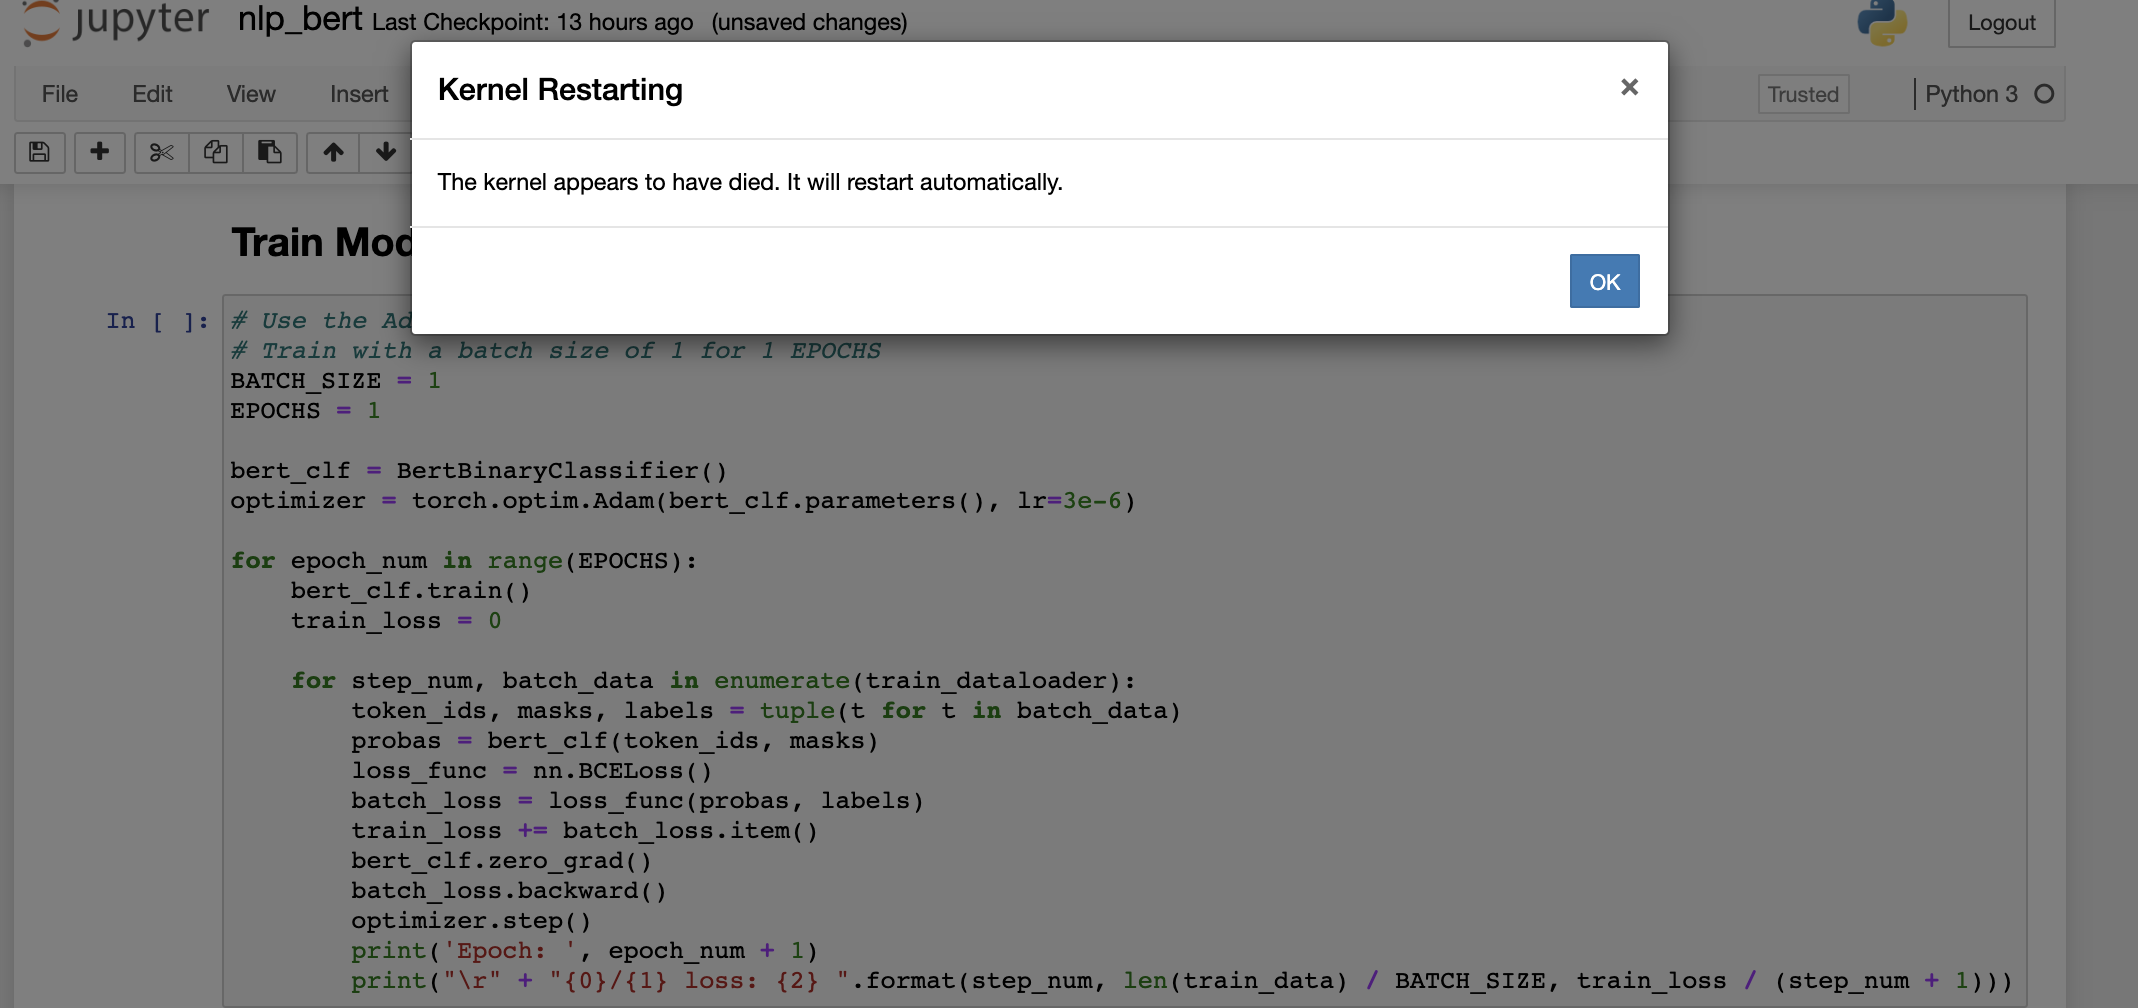 jupyter nlp_bert Last Checkpoint: 13 hours ago (unsaved changes) Logout
Kernel Restarting ×
File Edit View Insert Trusted Python 3
The kernel appears to have died. It will restart automatically.
Train Mod
OK
In [ ]: # Use the Ad
# Train with a batch size of 1 for 1 EPOCHS
BATCH_SIZE = 1
EPOCHS = 1
bert_clf = BertBinaryClassifier()
optimizer = torch.optim.Adam(bert_clf.parameters(), lr=3e-6)
for epoch_num in range(EPOCHS):
    bert_clf.train()
    train_loss = 0
    for step_num, batch_data in enumerate(train_dataloader):
        token_ids, masks, labels = tuple(t for t in batch_data)
        probas = bert_clf(token_ids, masks)
        loss_func = nn.BCELoss()
        batch_loss = loss_func(probas, labels)
        train_loss += batch_loss.item()
        bert_clf.zero_grad()
        batch_loss.backward()
        optimizer.step()
        print('Epoch: ', epoch_num + 1)
        print("\r" + "{0}/{1} loss: {2} ".format(step_num, len(train_data) / BATCH_SIZE, train_loss / (step_num + 1)))